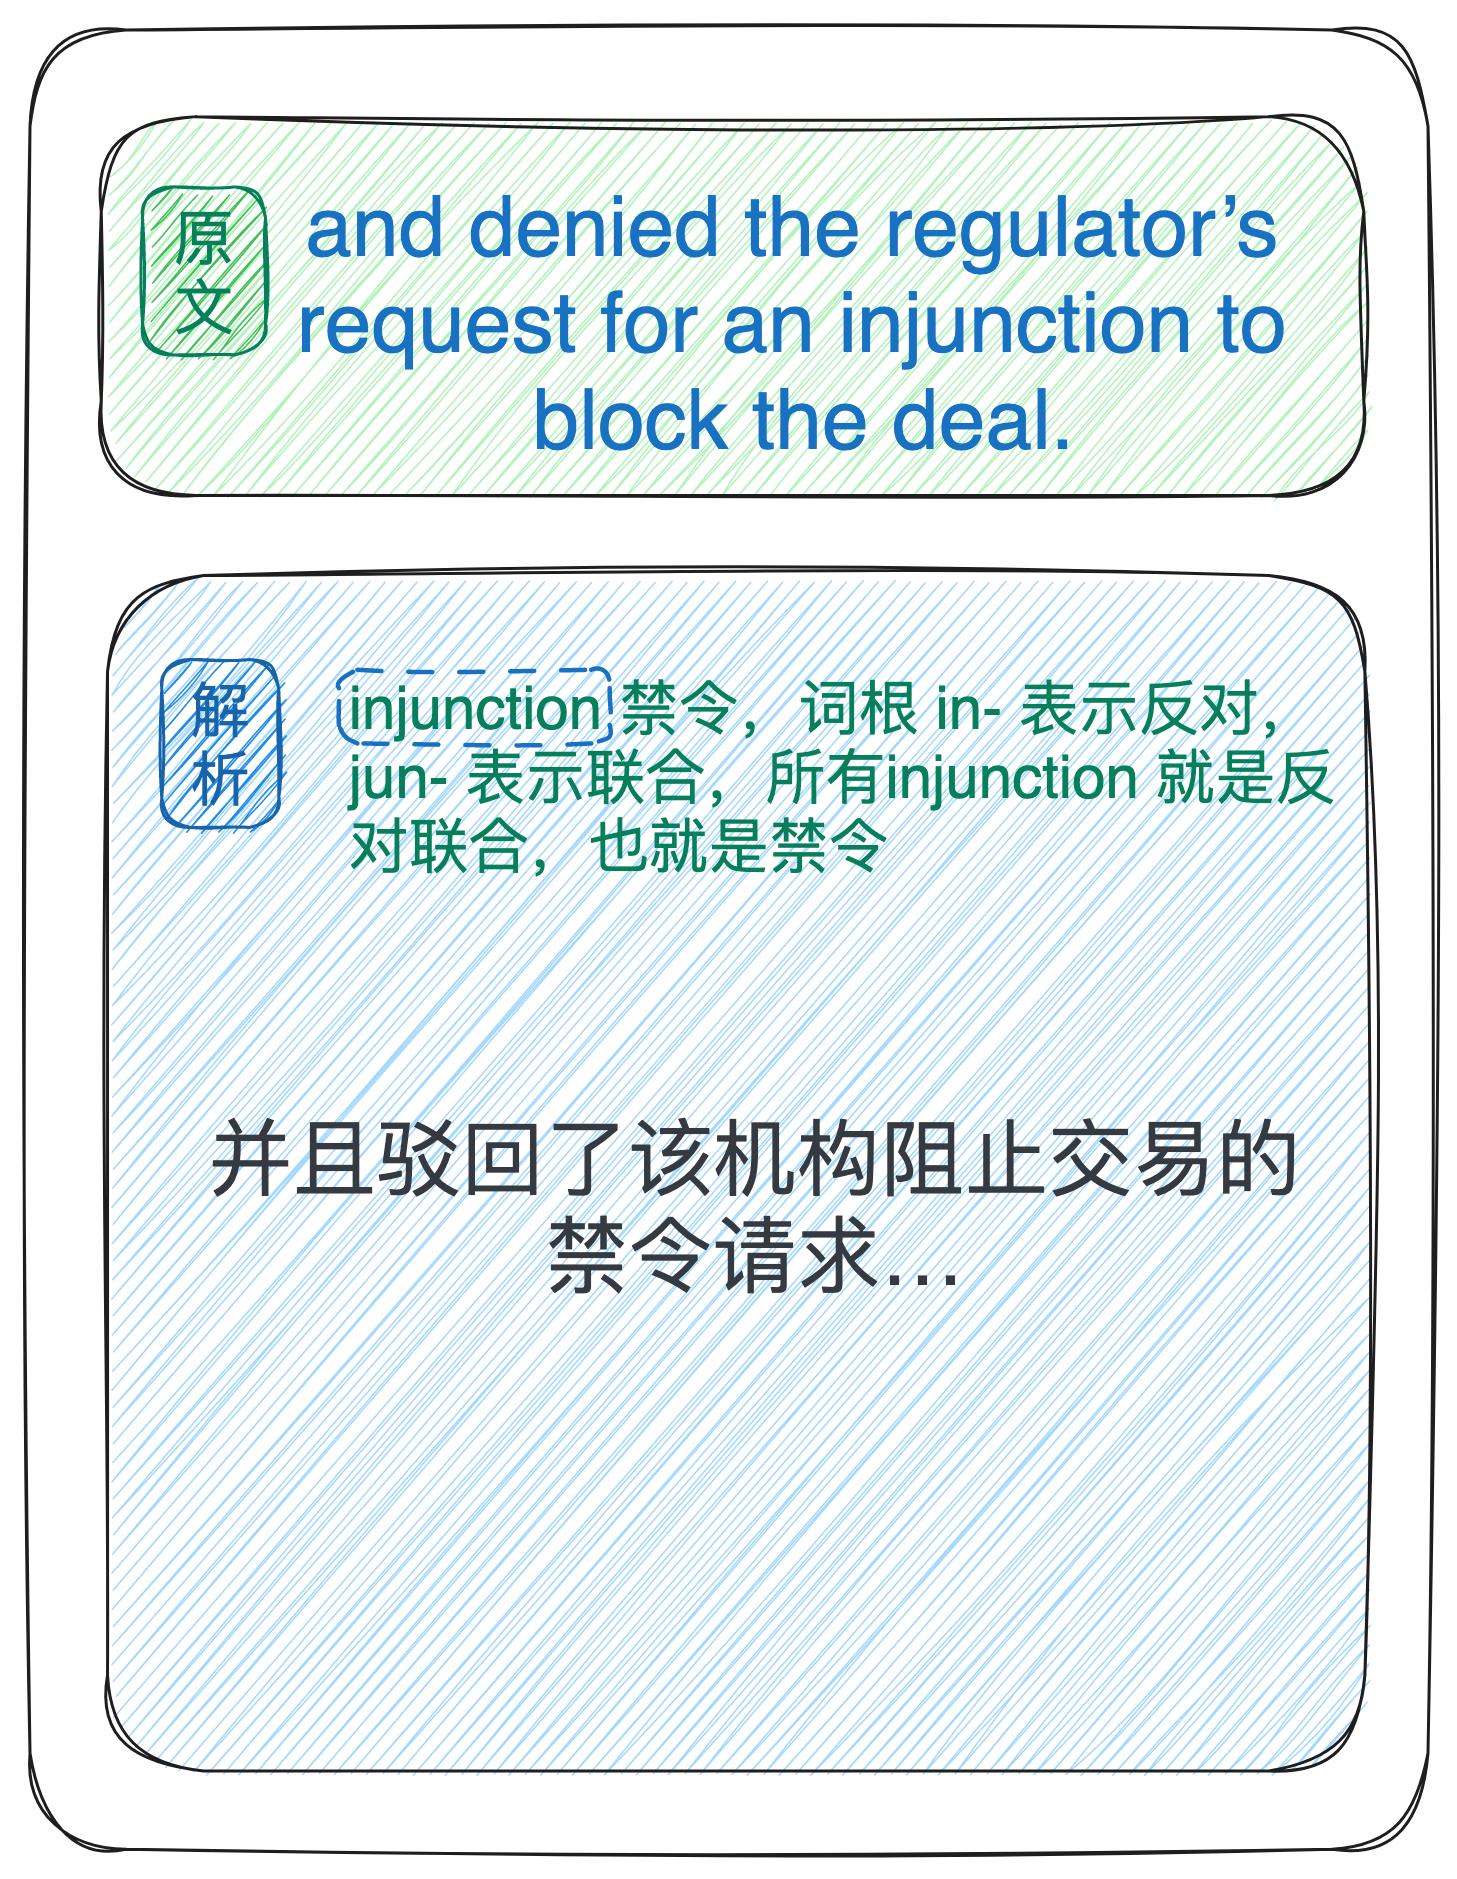 原
文
and denied the regulator’s
request for an injunction to
block the deal.
解
析
injunction 禁令，词根 in- 表示反对，
jun- 表示联合，所有injunction 就是反
对联合，也就是禁令
并且驳回了该机构阻止交易的
禁令请求…